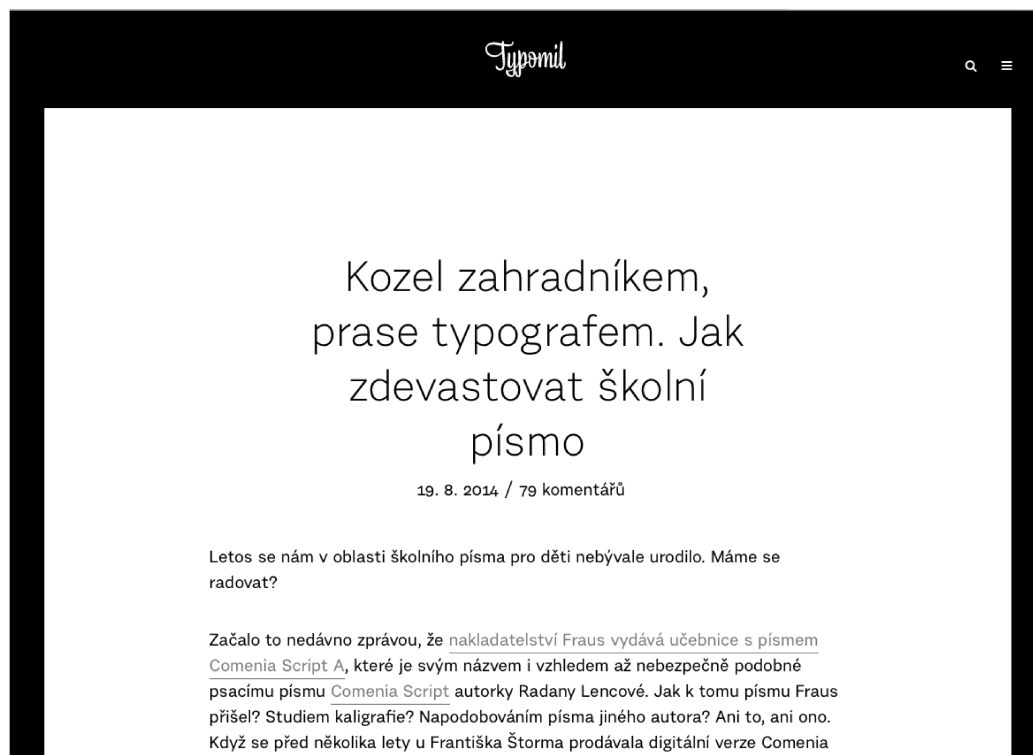 Typomil
Kozel zahradníkem,
prase typografem. Jak
zdevastovat školní
písmo
19. 8. 2014 / 79 komentářů
Letos se nám v oblasti školního písma pro děti nebývale urodilo. Máme se
radovat?
Začalo to nedávno zprávou, že nakladatelství Fraus vydává učebnice s písmem
Comenia Script A, které je svým názvem i vzhledem až nebezpečně podobné
psacímu písmu Comenia Script autorky Radany Lencové. Jak k tomu písmu Fraus
přišel? Studiem kaligrafie? Napodobováním písma jiného autora? Ani to, ani ono.
Když se před několika lety u Františka Štorma prodávala digitální verze Comenia